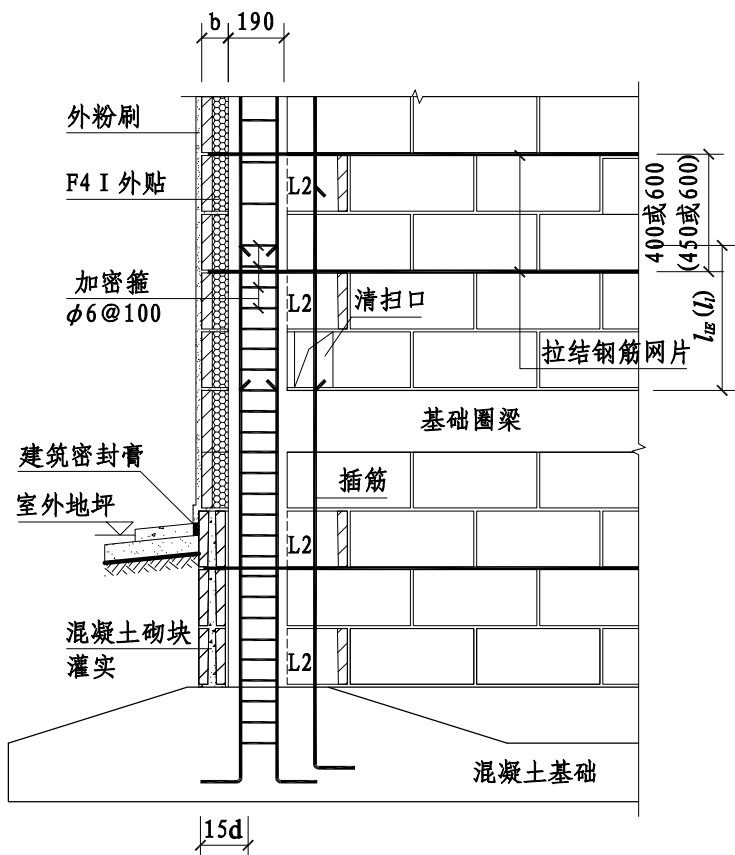 b 190
外粉刷
F4 I 外贴
L2
400或600
(450或600)
加密箍
φ6@100
L2
清扫口
lιE(lι)
拉结钢筋网片
基础圈梁
建筑密封膏
插筋
室外地坪
L2
混凝土砌块
灌实
L2
混凝土基础
15d